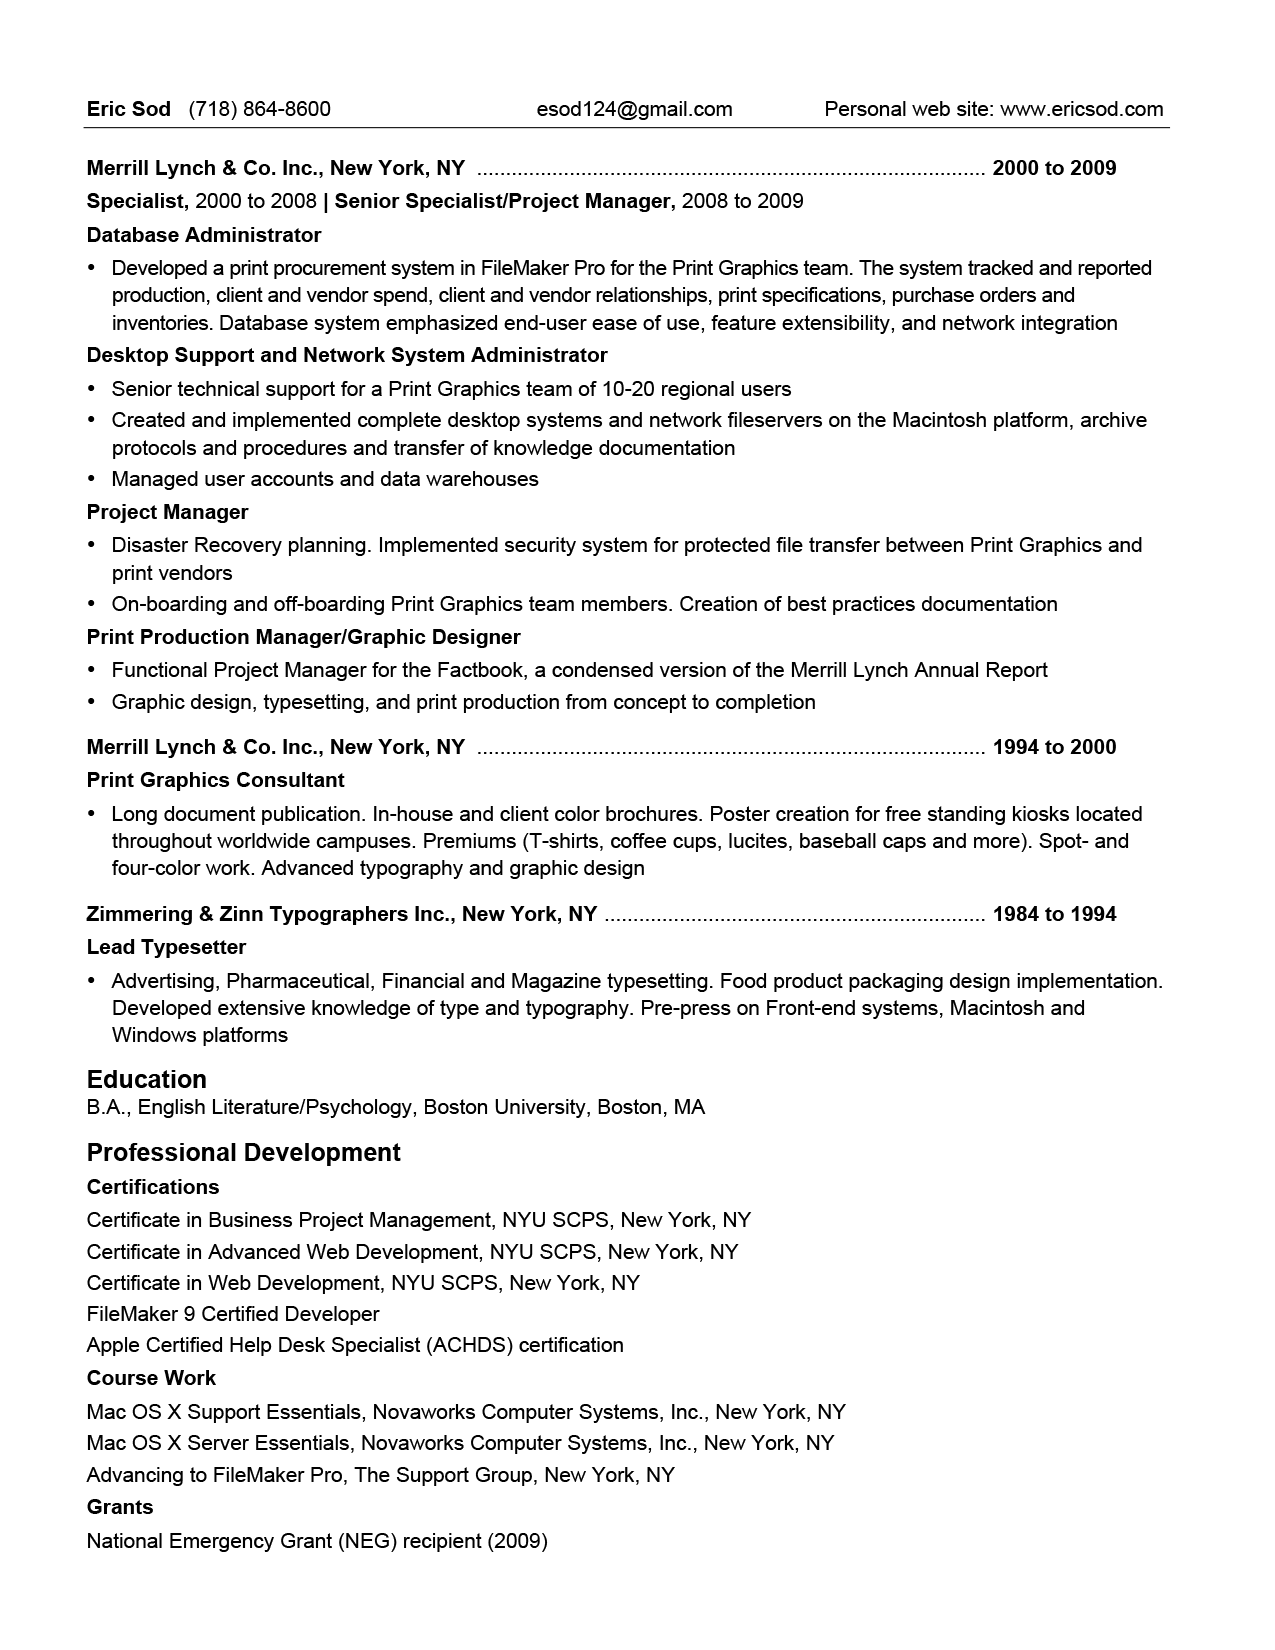 Eric Sod (718) 864-8600 esod124@gmail.com Personal web site: www.ericsod.com
Merrill Lynch & Co. Inc., New York, NY ........................................................................................ 2000 to 2009
Specialist, 2000 to 2008 | Senior Specialist/Project Manager, 2008 to 2009
Database Administrator
• Developed a print procurement system in FileMaker Pro for the Print Graphics team. The system tracked and reported
production, client and vendor spend, client and vendor relationships, print specifications, purchase orders and
inventories. Database system emphasized end-user ease of use, feature extensibility, and network integration
Desktop Support and Network System Administrator
• Senior technical support for a Print Graphics team of 10-20 regional users
• Created and implemented complete desktop systems and network fileservers on the Macintosh platform, archive
protocols and procedures and transfer of knowledge documentation
• Managed user accounts and data warehouses
Project Manager
• Disaster Recovery planning. Implemented security system for protected file transfer between Print Graphics and
print vendors
• On-boarding and off-boarding Print Graphics team members. Creation of best practices documentation
Print Production Manager/Graphic Designer
• Functional Project Manager for the Factbook, a condensed version of the Merrill Lynch Annual Report
• Graphic design, typesetting, and print production from concept to completion
Merrill Lynch & Co. Inc., New York, NY ........................................................................................ 1994 to 2000
Print Graphics Consultant
• Long document publication. In-house and client color brochures. Poster creation for free standing kiosks located
throughout worldwide campuses. Premiums (T-shirts, coffee cups, lucites, baseball caps and more). Spot- and
four-color work. Advanced typography and graphic design
Zimmering & Zinn Typographers Inc., New York, NY .................................................................. 1984 to 1994
Lead Typesetter
• Advertising, Pharmaceutical, Financial and Magazine typesetting. Food product packaging design implementation.
Developed extensive knowledge of type and typography. Pre-press on Front-end systems, Macintosh and
Windows platforms
Education
B.A., English Literature/Psychology, Boston University, Boston, MA
Professional Development
Certifications
Certificate in Business Project Management, NYU SCPS, New York, NY
Certificate in Advanced Web Development, NYU SCPS, New York, NY
Certificate in Web Development, NYU SCPS, New York, NY
FileMaker 9 Certified Developer
Apple Certified Help Desk Specialist (ACHDS) certification
Course Work
Mac OS X Support Essentials, Novaworks Computer Systems, Inc., New York, NY
Mac OS X Server Essentials, Novaworks Computer Systems, Inc., New York, NY
Advancing to FileMaker Pro, The Support Group, New York, NY
Grants
National Emergency Grant (NEG) recipient (2009)